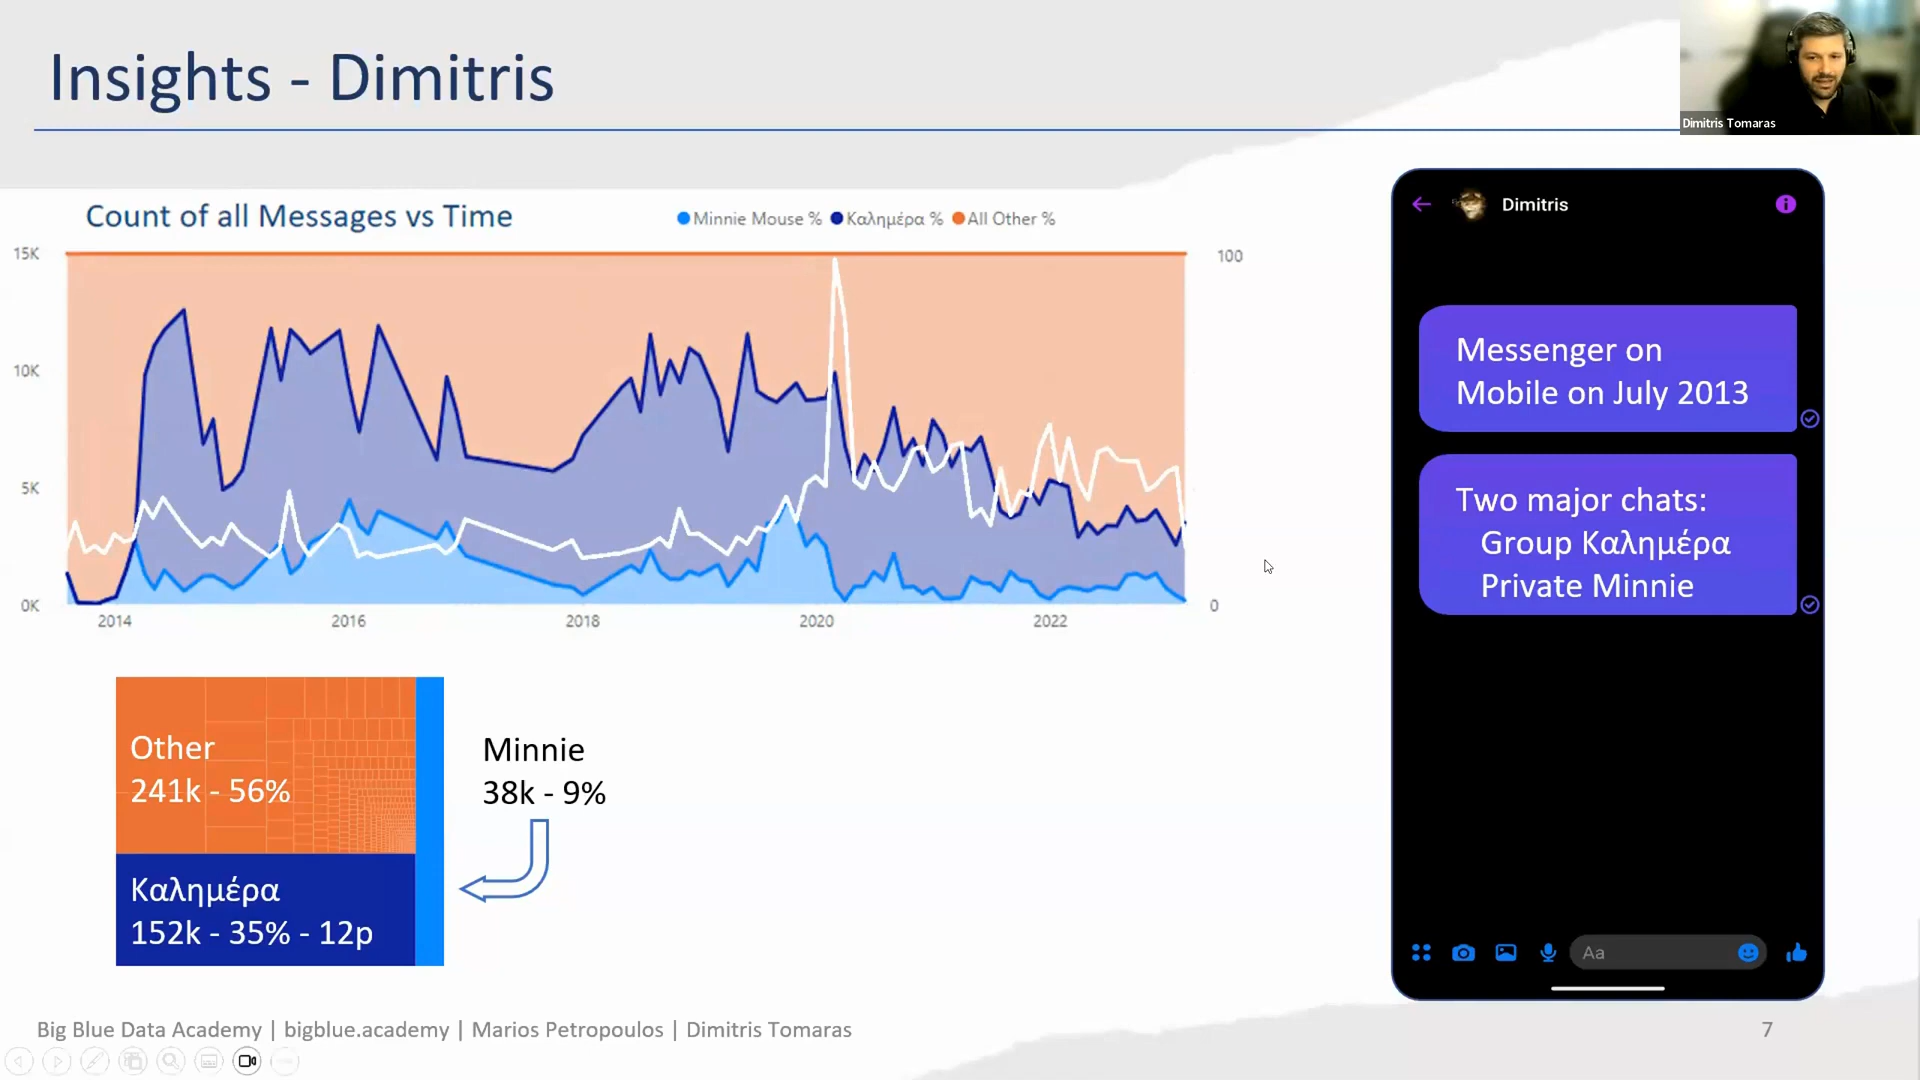 Insights - Dimitris
Dimitris Tomaras
Count of all Messages vs Time
Minnie Mouse % Καλημέρα % All Other %
15K
10K
5K
0K
100
0
2014 2016 2018 2020 2022
Other
241k - 56%
Καλημέρα
152k - 35% - 12p
Minnie
38k - 9%
Dimitris
Messenger on
Mobile on July 2013
Two major chats:
Group Καλημέρα
Private Minnie
Aa
Big Blue Data Academy | bigblue.academy | Marios Petropoulos | Dimitris Tomaras
7